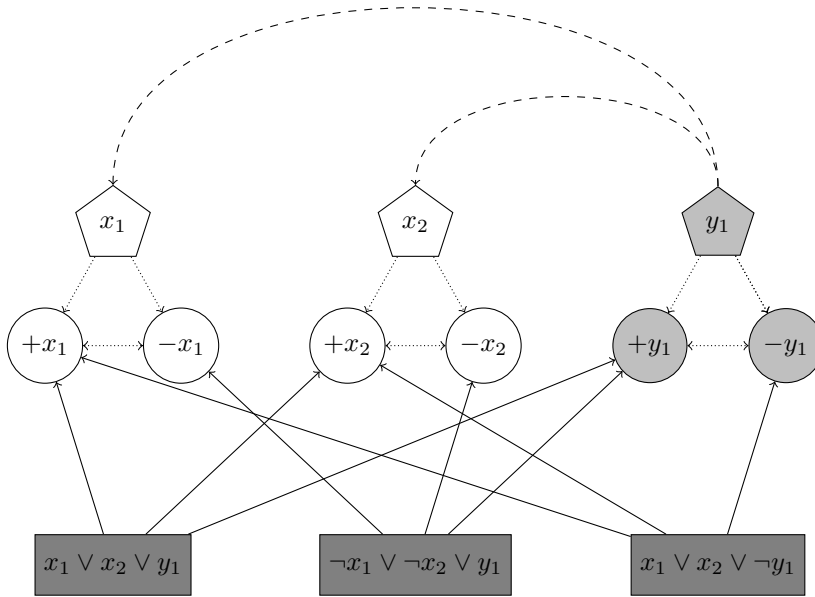 x₁ x₂ y₁
+x₁ −x₁ +x₂ −x₂ +y₁ −y₁
x₁ ∨ x₂ ∨ y₁ ¬x₁ ∨ ¬x₂ ∨ y₁ x₁ ∨ x₂ ∨ ¬y₁